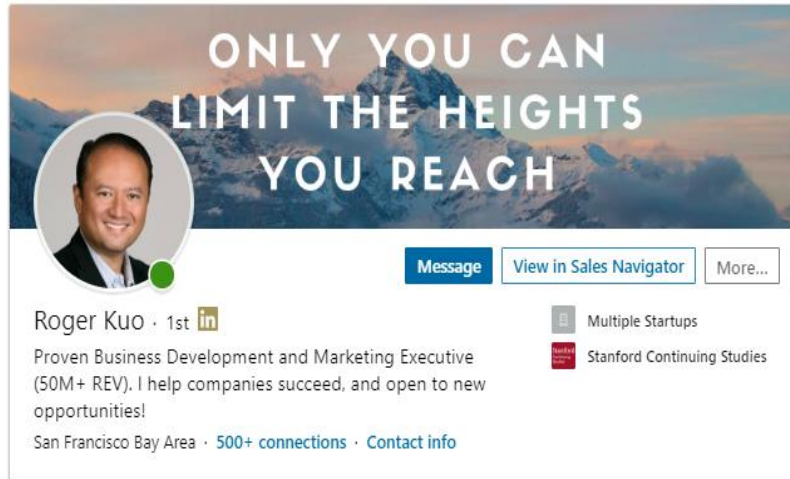 ONLY YOU CAN
LIMIT THE HEIGHTS
YOU REACH
Message
View in Sales Navigator
More...
Roger Kuo · 1st in
Multiple Startups
Stanford Continuing Studies
Proven Business Development and Marketing Executive
(50M+ REV). I help companies succeed, and open to new
opportunities!
San Francisco Bay Area · 500+ connections · Contact info